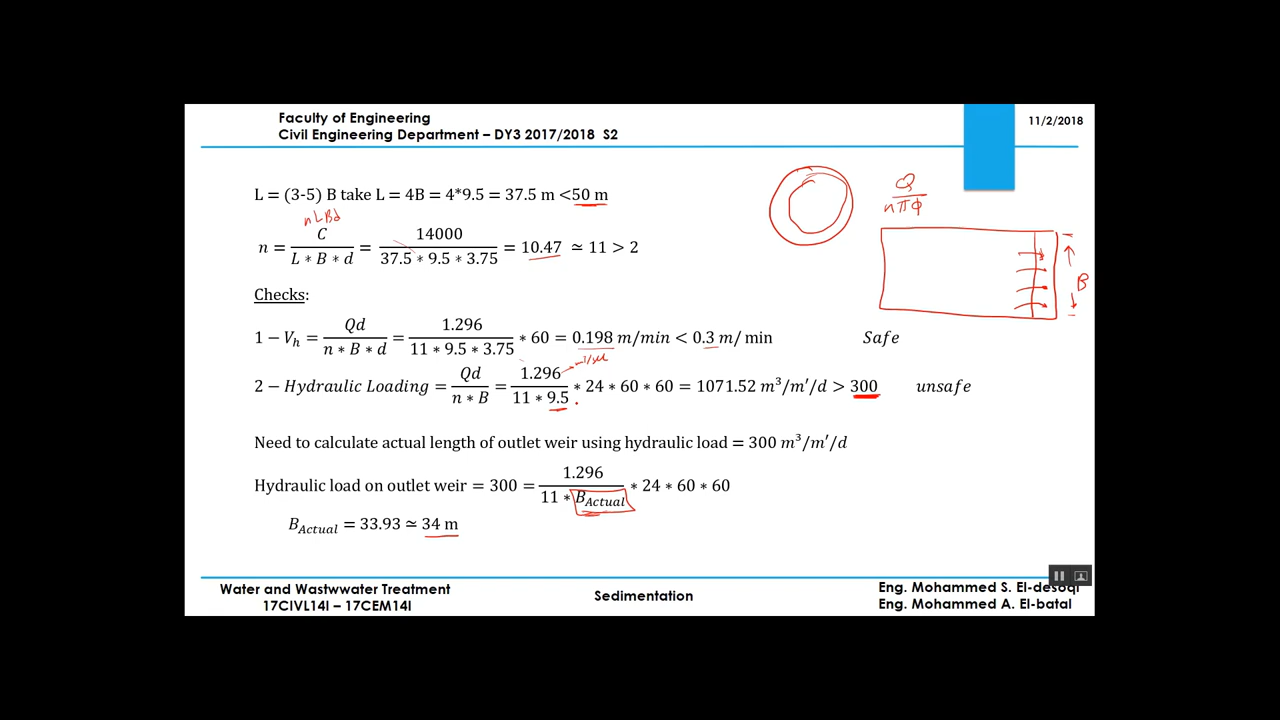 Faculty of Engineering
Civil Engineering Department – DY3 2017/2018 S2
11/2/2018
L = (3-5) B take L = 4B = 4*9.5 = 37.5 m <50 m
nLBd
n = C / (L ∗ B ∗ d) = 14000 / (37.5 ∗ 9.5 ∗ 3.75) = 10.47 ≃ 11 > 2
Q / nπϕ
B
Checks:
1 − Vₕ = Qd / (n ∗ B ∗ d) = 1.296 / (11 ∗ 9.5 ∗ 3.75) ∗ 60 = 0.198 m/min < 0.3 m/ min Safe
2 − Hydraulic Loading = Qd / (n ∗ B) = 1.296 / (11 ∗ 9.5) ∗ 24 ∗ 60 ∗ 60 = 1071.52 m³/m′/d > 300 unsafe
Need to calculate actual length of outlet weir using hydraulic load = 300 m³/m′/d
Hydraulic load on outlet weir = 300 = 1.296 / (11 ∗ B_Actual) ∗ 24 ∗ 60 ∗ 60
B_Actual = 33.93 ≃ 34 m
Water and Wastwwater Treatment
17CIVL14I – 17CEM14I
Sedimentation
Eng. Mohammed S. El-desoqi
Eng. Mohammed A. El-batal